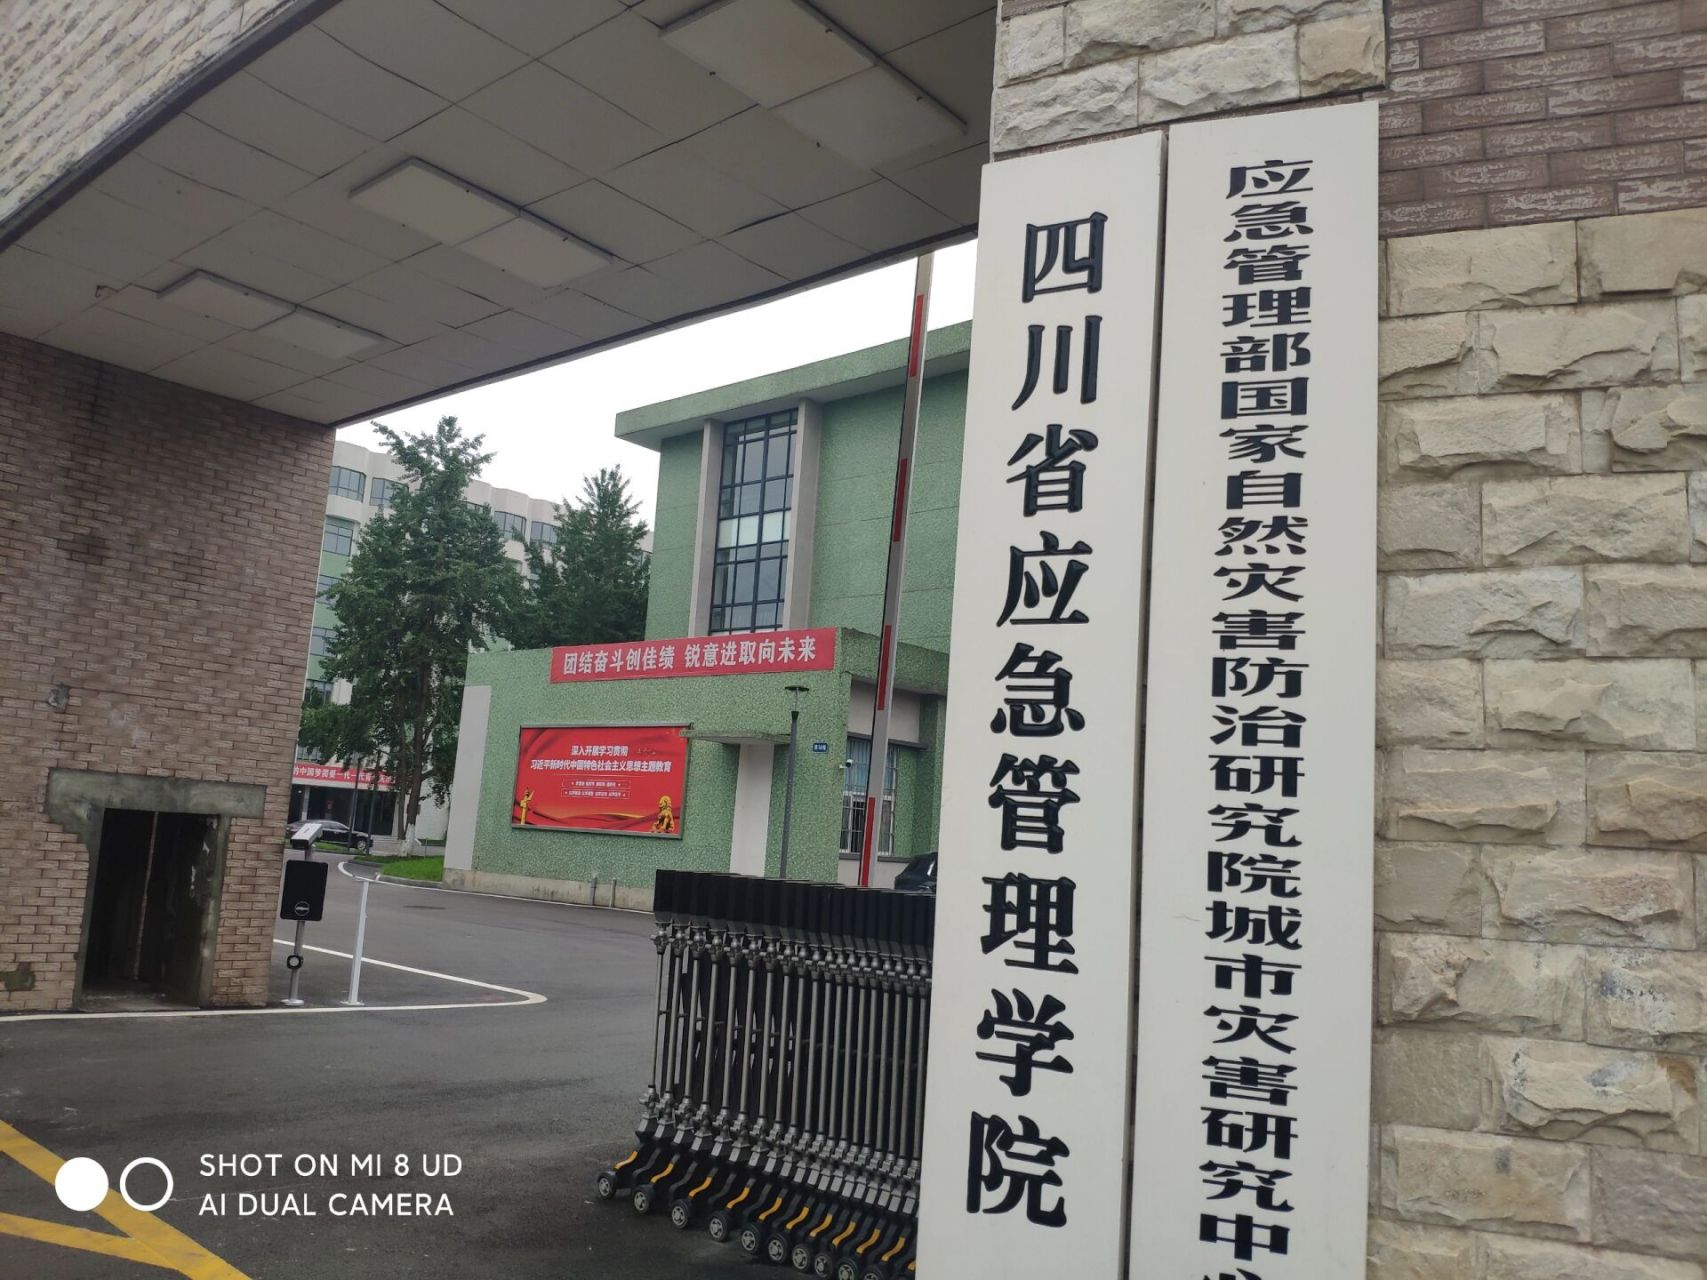 应急管理部国家自然灾害防治研究院城市灾害研究中心
四川省应急管理学院
团结奋斗创佳绩 锐意进取向未来
深入开展学习贯彻
习近平新时代中国特色社会主义思想主题教育
SHOT ON MI 8 UD
AI DUAL CAMERA